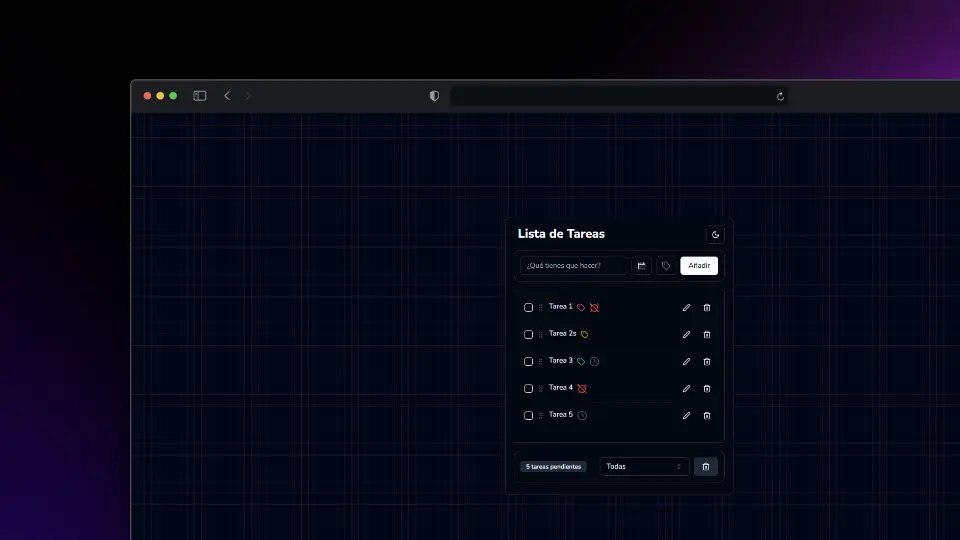 Lista de Tareas
¿Qué tienes que hacer?
Añadir
Tarea 1
Tarea 2s
Tarea 3
Tarea 4
Tarea 5
5 tareas pendientes
Todas